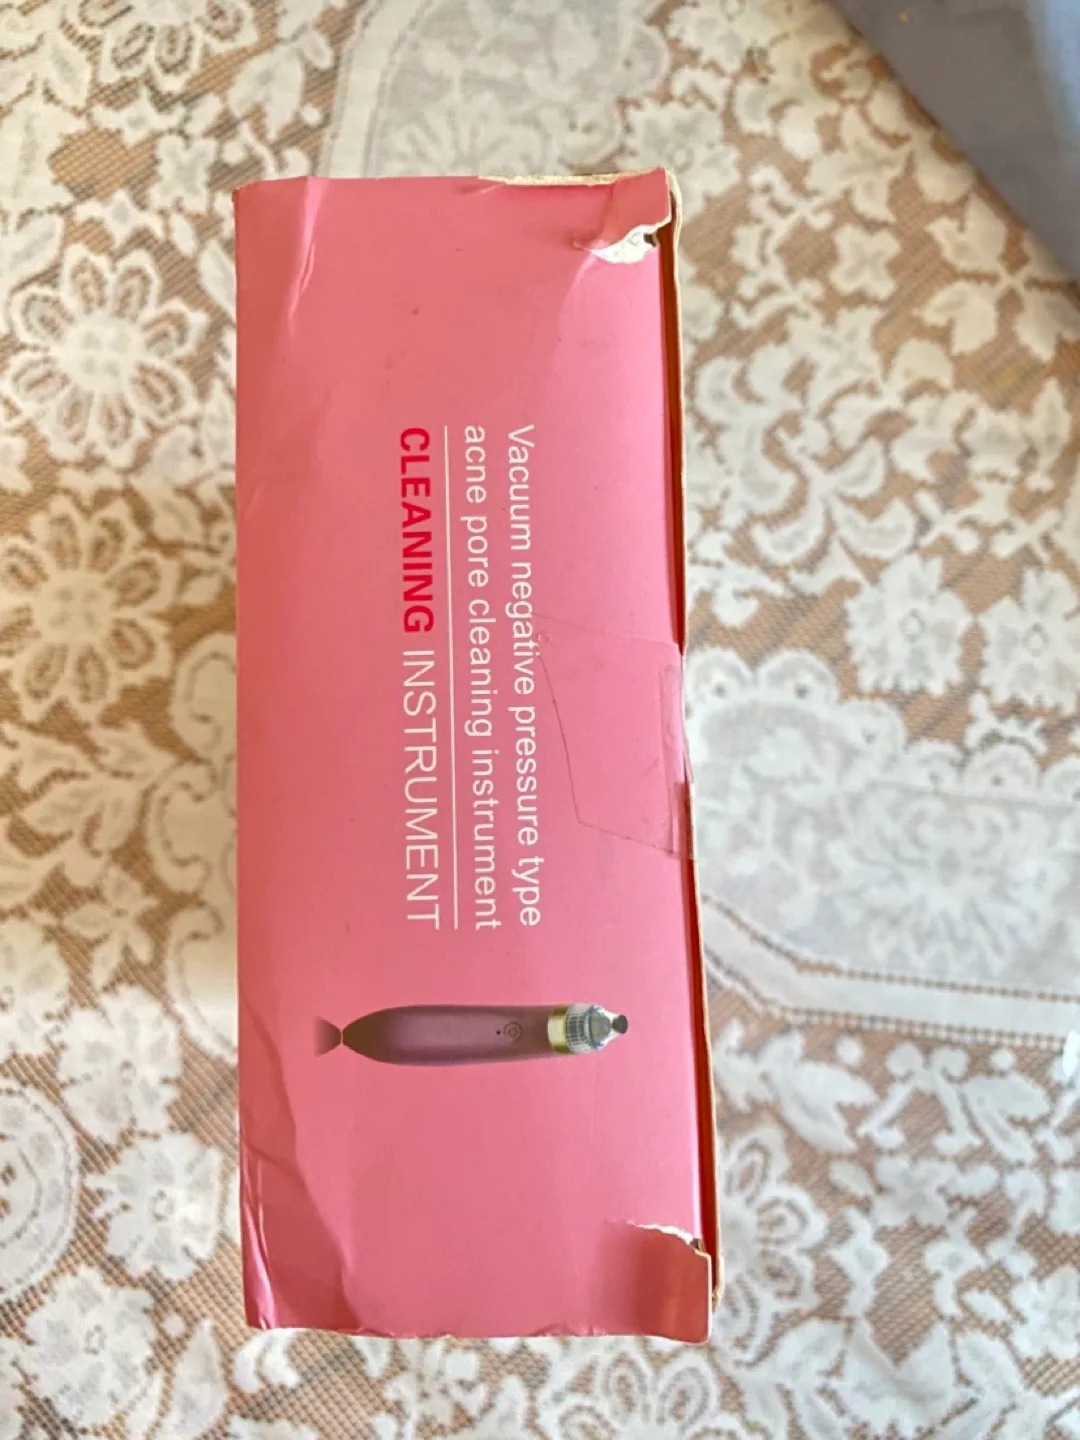 Vacuum negative pressure type
acne pore cleaning instrument
CLEANING INSTRUMENT